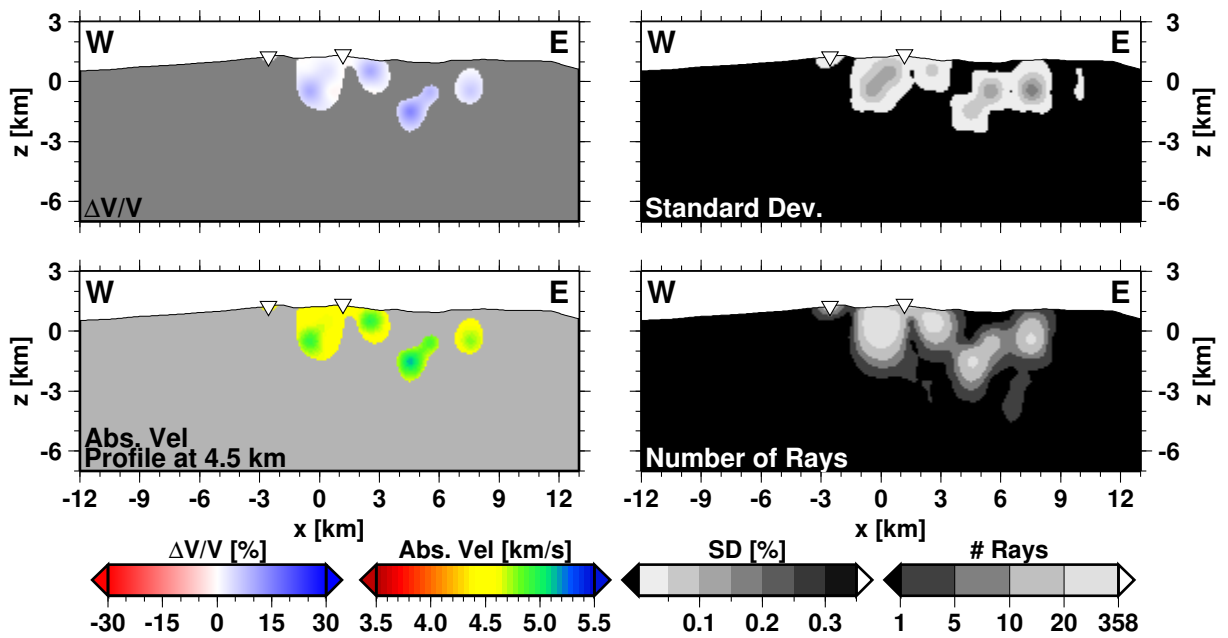 3
0
-3
-6
z [km]
W
E
ΔV/V
W
E
Standard Dev.
3
0
-3
-6
z [km]
3
0
-3
-6
z [km]
W
E
Abs. Vel
Profile at 4.5 km
W
E
Number of Rays
3
0
-3
-6
z [km]
-12 -9 -6 -3 0 3 6 9 12
x [km]
-12 -9 -6 -3 0 3 6 9 12
x [km]
ΔV/V [%]
-30 -15 0 15 30
Abs. Vel [km/s]
3.5 4.0 4.5 5.0 5.5
SD [%]
0.1 0.2 0.3
# Rays
1 5 10 20 358